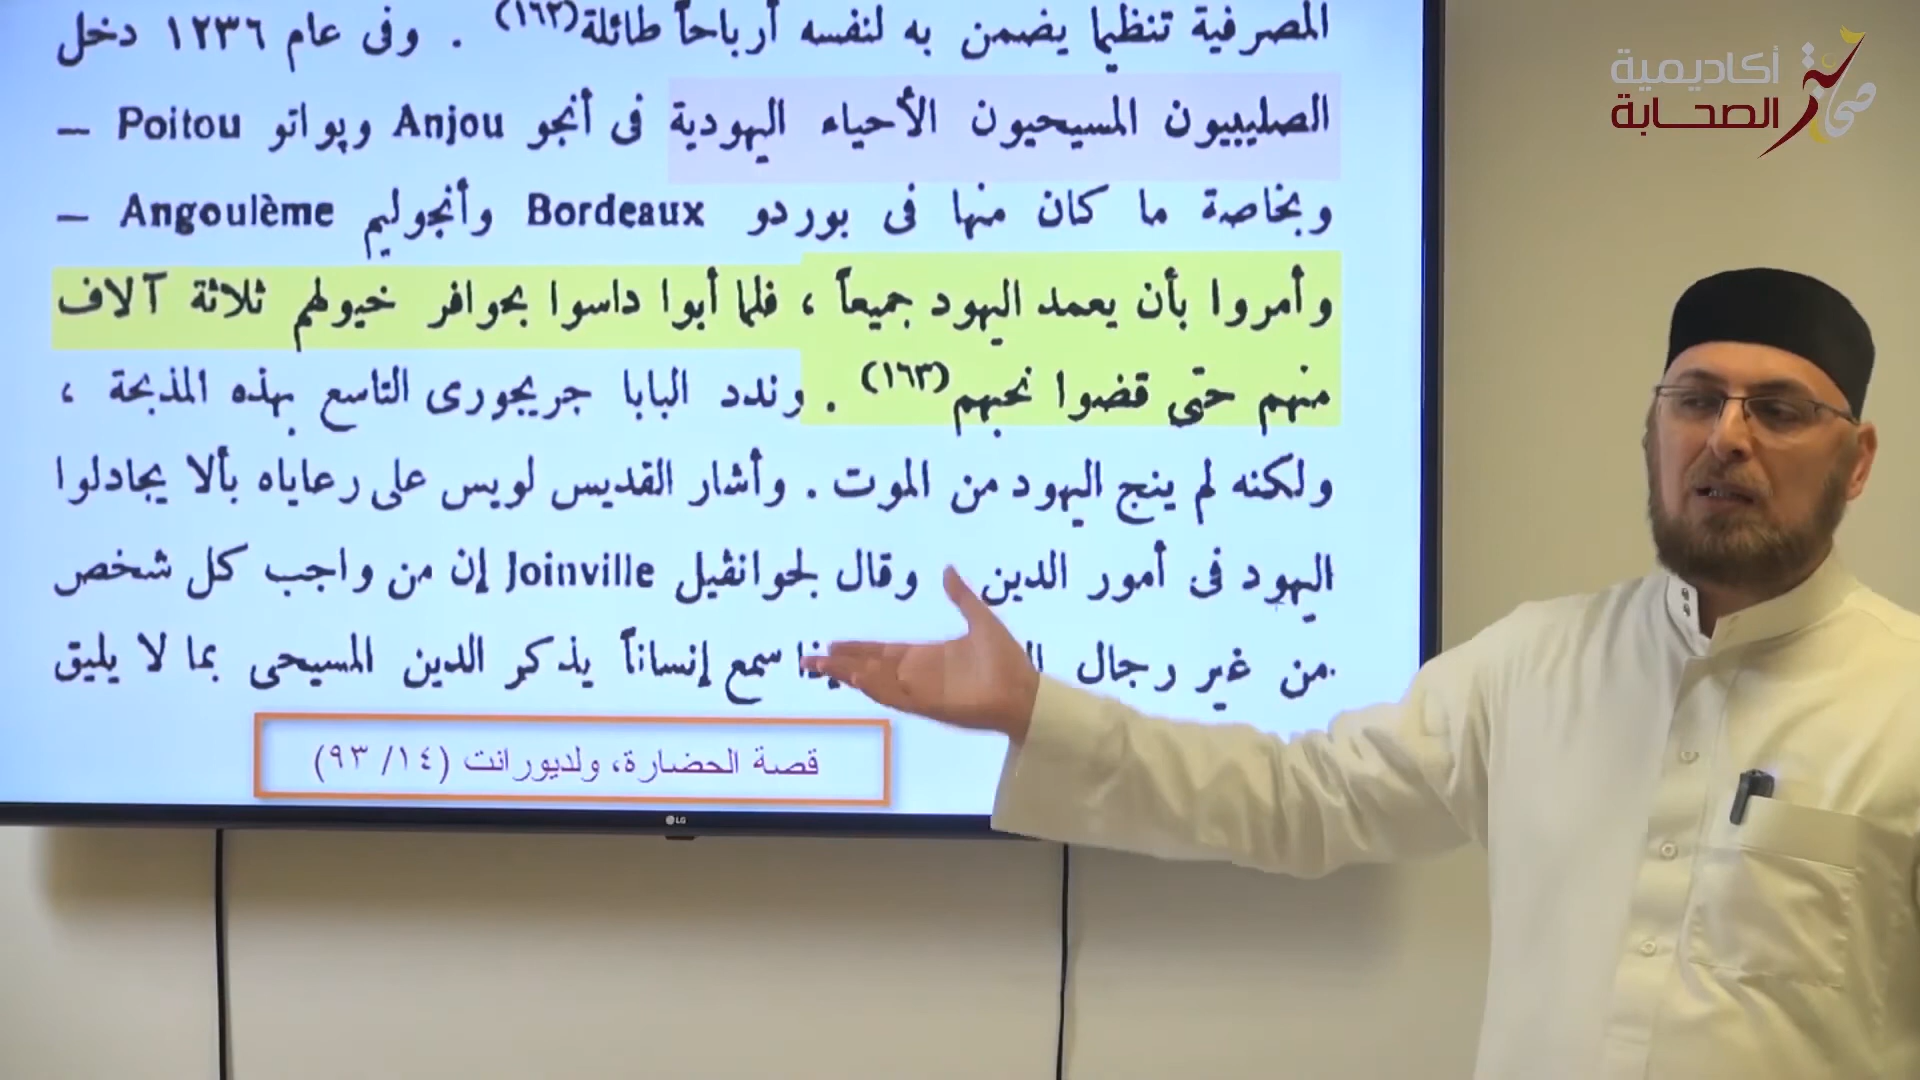 المصرفية تنظيما يضمن به لنفسه أرباحاً طائلة(١٦٢) . وفى عام ١٢٣٦ دخل
الصليبيون المسيحيون الأحياء اليهودية فى أنجو Anjou وپواتو Poitou –
وبخاصة ما كان منها فى بوردو Bordeaux وأنجوليم Angoulème –
وأمروا بأن يعمد اليهود جميعاً ، فلما أبوا داسوا بحوافر خيولهم ثلاثة آلاف
منهم حتى قضوا نحبهم(١٦٣) . وندد البابا جريجورى التاسع بهذه المذبحة ،
ولكنه لم ينج اليهود من الموت . وأشار القديس لويس على رعاياه بألا يجادلوا
اليهود فى أمور الدين وقال لجوانڤيل Joinville إن من واجب كل شخص
من غير رجال سمع إنساناً يذكر الدين المسيحى بما لا يليق
قصة الحضارة، ولديورانت (١٤/ ٩٣)
LG
أكاديمية
الصحابة